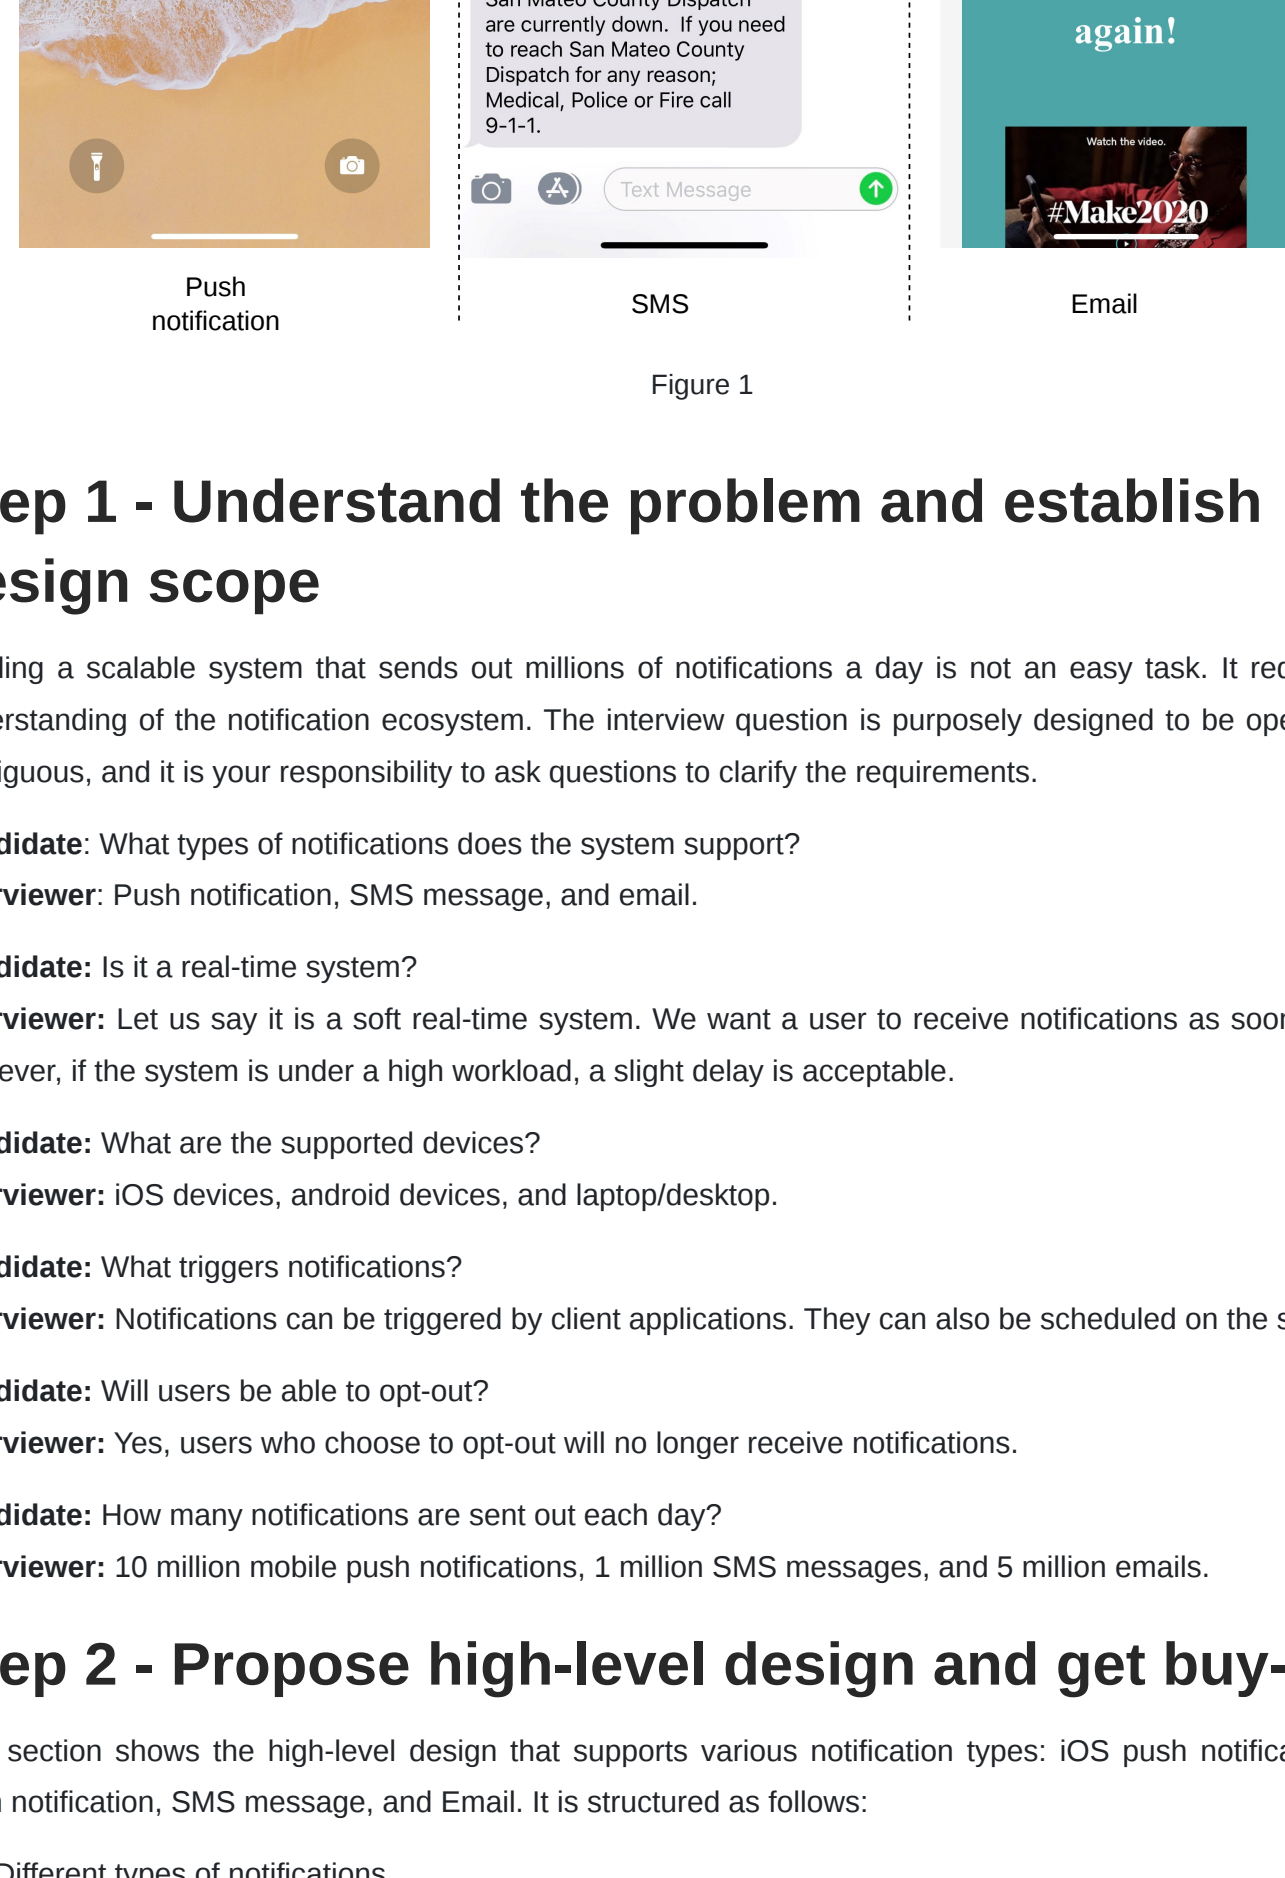 San Mateo County Dispatch
are currently down. If you need
to reach San Mateo County
Dispatch for any reason;
Medical, Police or Fire call
9-1-1.
Text Message
again!
Watch the video.
#Make2020
Push
notification
SMS
Email
Figure 1
ep 1 - Understand the problem and establish
esign scope
ding a scalable system that sends out millions of notifications a day is not an easy task. It req
erstanding of the notification ecosystem. The interview question is purposely designed to be ope
iguous, and it is your responsibility to ask questions to clarify the requirements.
didate: What types of notifications does the system support?
rviewer: Push notification, SMS message, and email.
didate: Is it a real-time system?
rviewer: Let us say it is a soft real-time system. We want a user to receive notifications as soon
ever, if the system is under a high workload, a slight delay is acceptable.
didate: What are the supported devices?
rviewer: iOS devices, android devices, and laptop/desktop.
didate: What triggers notifications?
rviewer: Notifications can be triggered by client applications. They can also be scheduled on the s
didate: Will users be able to opt-out?
rviewer: Yes, users who choose to opt-out will no longer receive notifications.
didate: How many notifications are sent out each day?
rviewer: 10 million mobile push notifications, 1 million SMS messages, and 5 million emails.
ep 2 - Propose high-level design and get buy-
section shows the high-level design that supports various notification types: iOS push notifica
notification, SMS message, and Email. It is structured as follows:
Different types of notifications